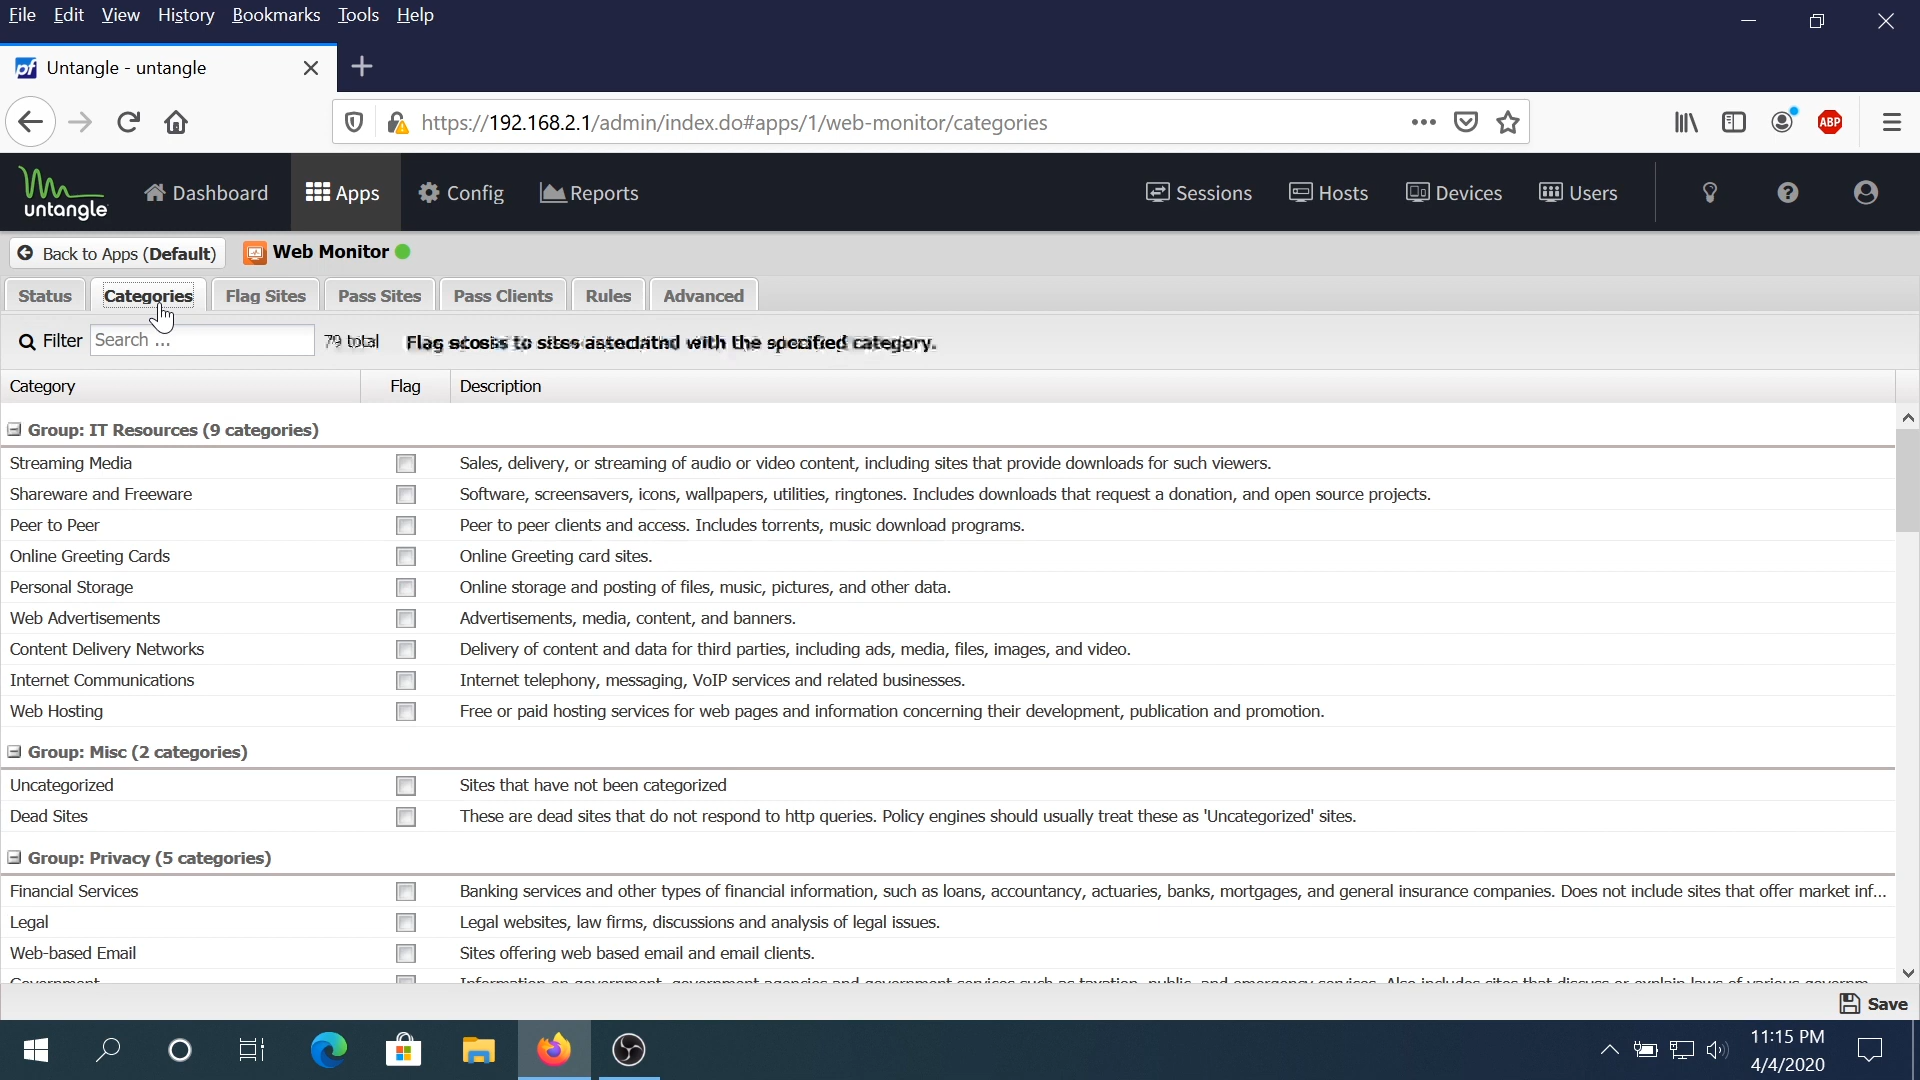 File Edit View History Bookmarks Tools Help
Untangle - untangle
https://192.168.2.1/admin/index.do#apps/1/web-monitor/categories
ABP
untangle Dashboard Apps Config Reports Sessions Hosts Devices Users
Back to Apps (Default) Web Monitor
Status Categories Flag Sites Pass Sites Pass Clients Rules Advanced
Filter Search ... 79 total Flag access to sites associated with the specified category.
Category Flag Description
Group: IT Resources (9 categories)
Streaming Media Sales, delivery, or streaming of audio or video content, including sites that provide downloads for such viewers.
Shareware and Freeware Software, screensavers, icons, wallpapers, utilities, ringtones. Includes downloads that request a donation, and open source projects.
Peer to Peer Peer to peer clients and access. Includes torrents, music download programs.
Online Greeting Cards Online Greeting card sites.
Personal Storage Online storage and posting of files, music, pictures, and other data.
Web Advertisements Advertisements, media, content, and banners.
Content Delivery Networks Delivery of content and data for third parties, including ads, media, files, images, and video.
Internet Communications Internet telephony, messaging, VoIP services and related businesses.
Web Hosting Free or paid hosting services for web pages and information concerning their development, publication and promotion.
Group: Misc (2 categories)
Uncategorized Sites that have not been categorized
Dead Sites These are dead sites that do not respond to http queries. Policy engines should usually treat these as 'Uncategorized' sites.
Group: Privacy (5 categories)
Financial Services Banking services and other types of financial information, such as loans, accountancy, actuaries, banks, mortgages, and general insurance companies. Does not include sites that offer market inf...
Legal Legal websites, law firms, discussions and analysis of legal issues.
Web-based Email Sites offering web based email and email clients.
Save
11:15 PM
4/4/2020